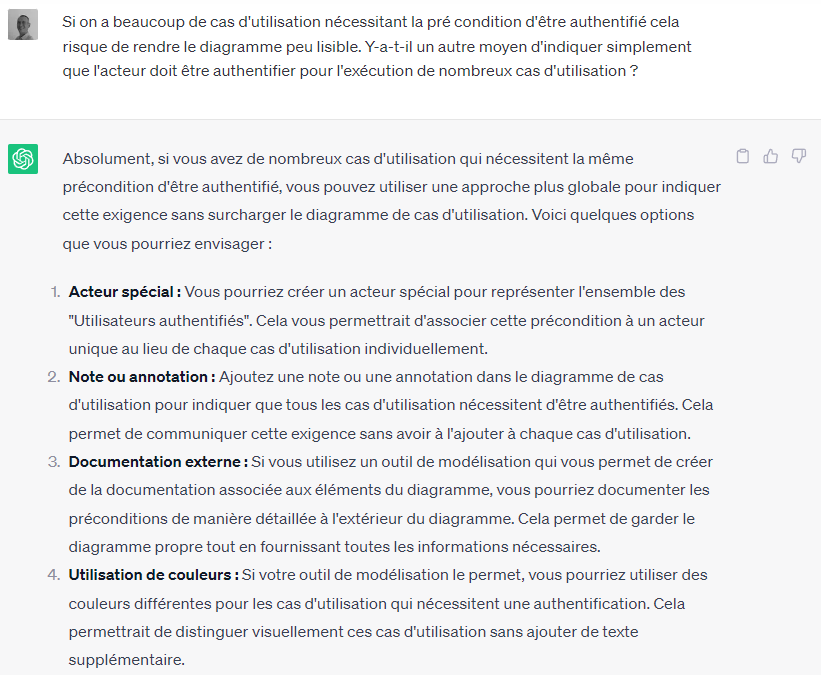 Si on a beaucoup de cas d'utilisation nécessitant la pré condition d'être authentifié cela
risque de rendre le diagramme peu lisible. Y-a-t-il un autre moyen d'indiquer simplement
que l'acteur doit être authentifier pour l'exécution de nombreux cas d'utilisation ?
Absolument, si vous avez de nombreux cas d'utilisation qui nécessitent la même
précondition d'être authentifié, vous pouvez utiliser une approche plus globale pour indiquer
cette exigence sans surcharger le diagramme de cas d'utilisation. Voici quelques options
que vous pourriez envisager :
1. Acteur spécial : Vous pourriez créer un acteur spécial pour représenter l'ensemble des
"Utilisateurs authentifiés". Cela vous permettrait d'associer cette précondition à un acteur
unique au lieu de chaque cas d'utilisation individuellement.
2. Note ou annotation : Ajoutez une note ou une annotation dans le diagramme de cas
d'utilisation pour indiquer que tous les cas d'utilisation nécessitent d'être authentifiés. Cela
permet de communiquer cette exigence sans avoir à l'ajouter à chaque cas d'utilisation.
3. Documentation externe : Si vous utilisez un outil de modélisation qui vous permet de créer
de la documentation associée aux éléments du diagramme, vous pourriez documenter les
préconditions de manière détaillée à l'extérieur du diagramme. Cela permet de garder le
diagramme propre tout en fournissant toutes les informations nécessaires.
4. Utilisation de couleurs : Si votre outil de modélisation le permet, vous pourriez utiliser des
couleurs différentes pour les cas d'utilisation qui nécessitent une authentification. Cela
permettrait de distinguer visuellement ces cas d'utilisation sans ajouter de texte
supplémentaire.